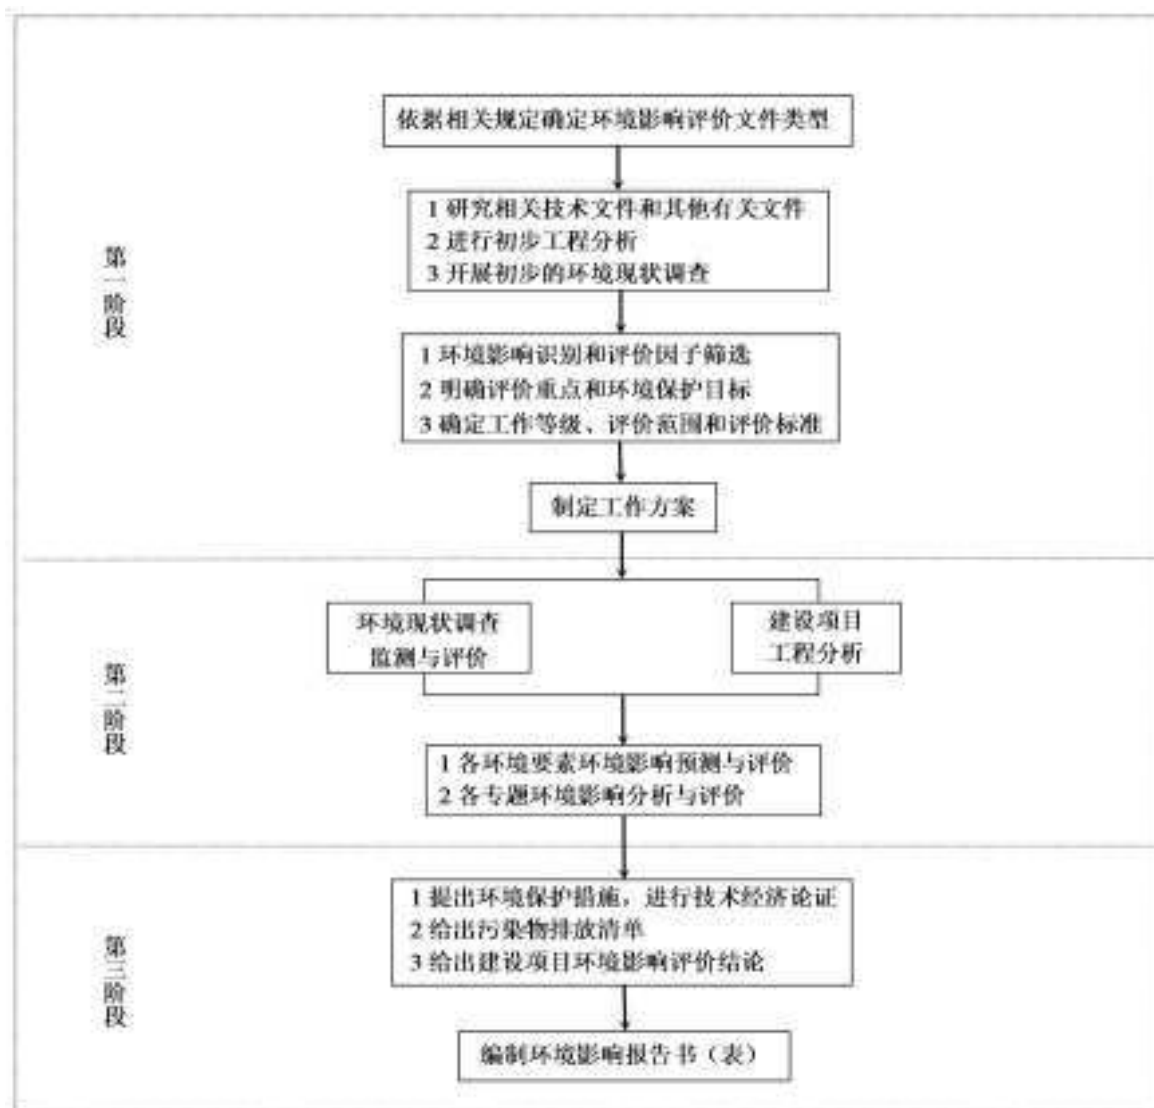 依据相关规定确定环境影响评价文件类型
1 研究相关技术文件和其他有关文件
2 进行初步工程分析
3 开展初步的环境现状调查
第一阶段
1 环境影响识别和评价因子筛选
2 明确评价重点和环境保护目标
3 确定工作等级、评价范围和评价标准
制定工作方案
环境现状调查
监测与评价
建设项目
工程分析
第二阶段
1 各环境要素环境影响预测与评价
2 各专题环境影响分析与评价
1 提出环境保护措施，进行技术经济论证
2 给出污染物排放清单
3 给出建设项目环境影响评价结论
第三阶段
编制环境影响报告书（表）